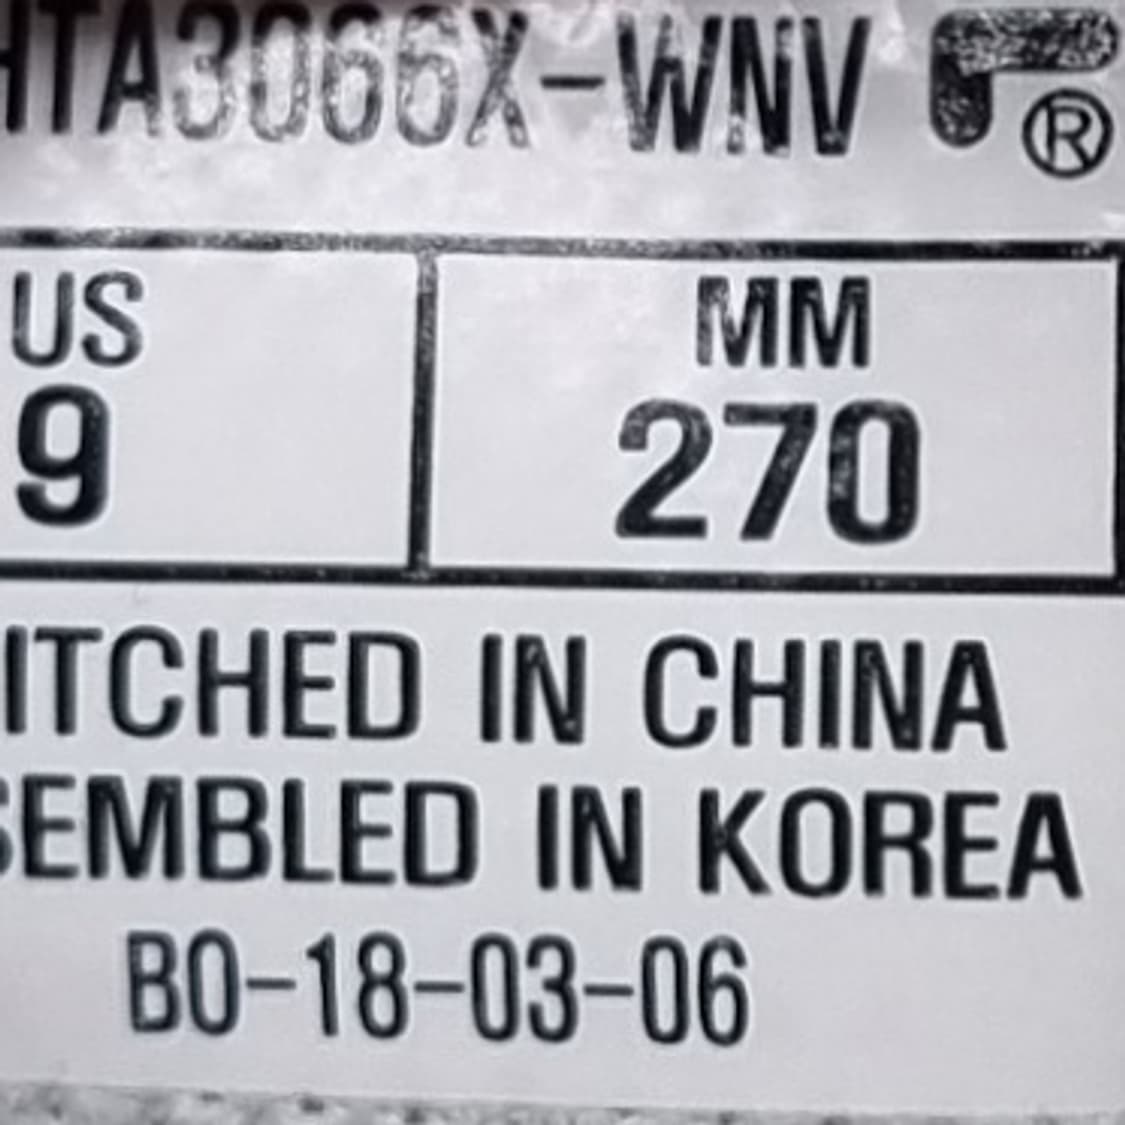 HTA3066X-WNV ®
US MM
9 270
ITCHED IN CHINA
SEMBLED IN KOREA
B0-18-03-06